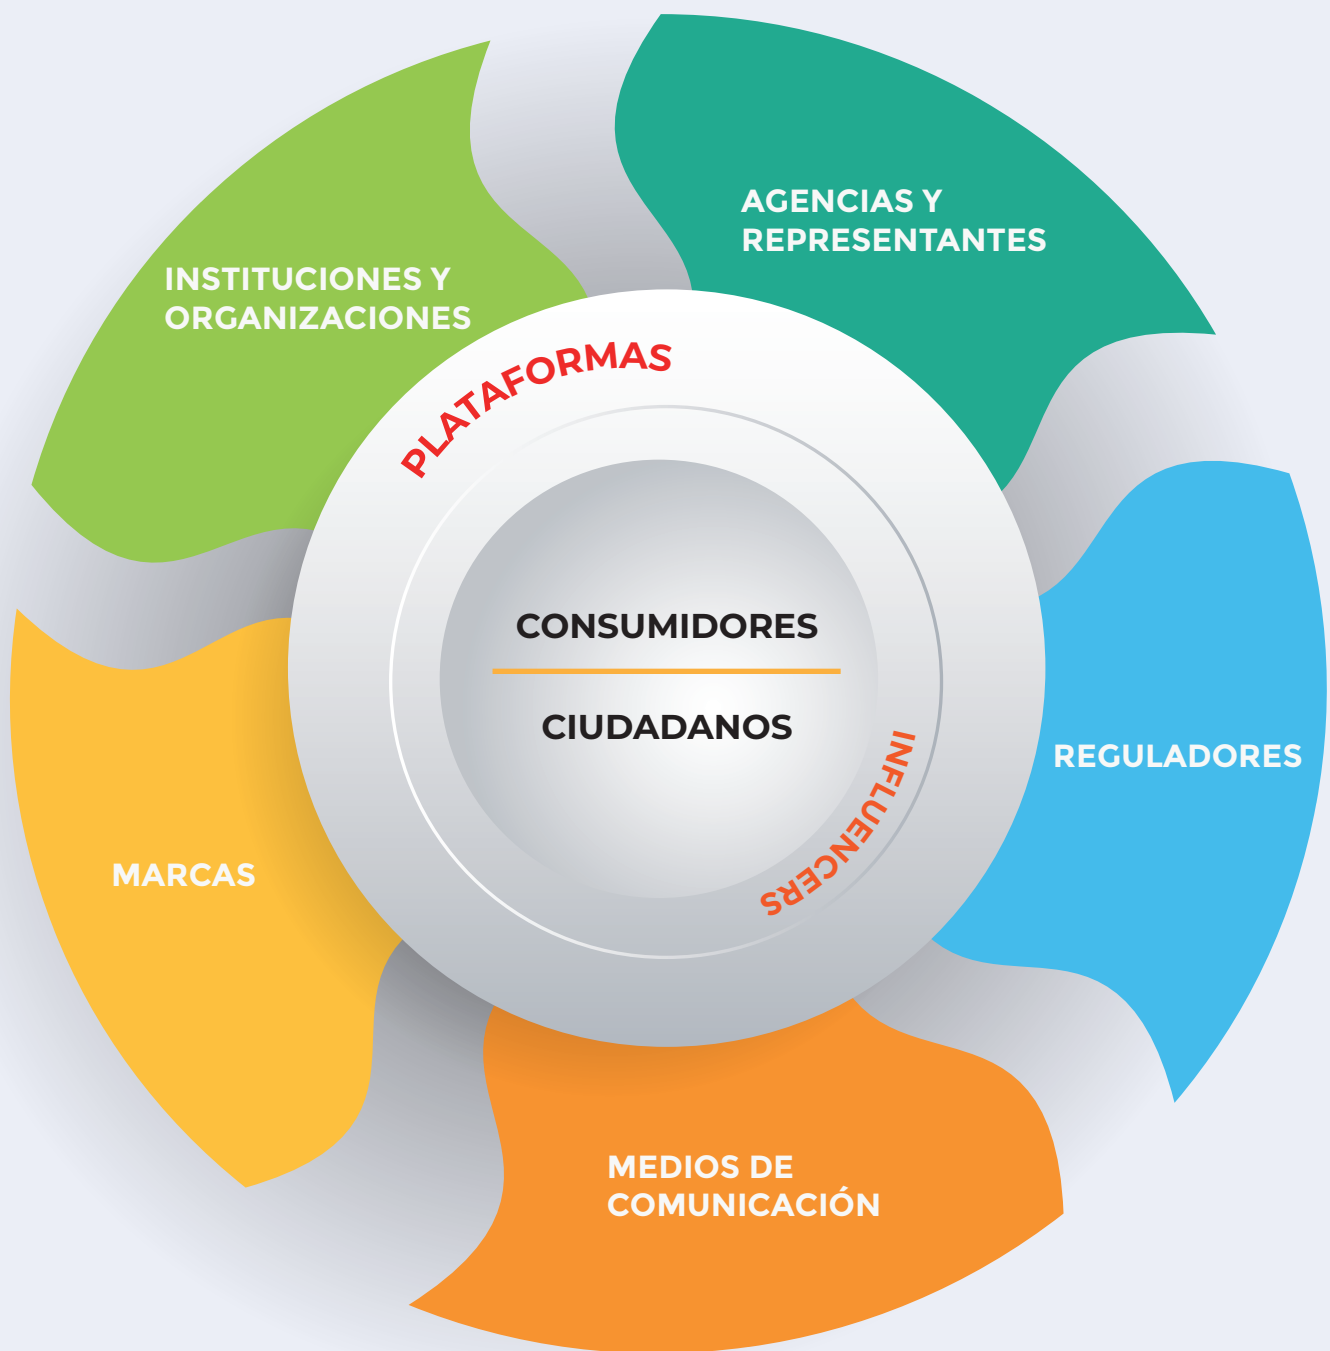 AGENCIAS Y
REPRESENTANTES
INSTITUCIONES Y
ORGANIZACIONES
PLATAFORMAS
CONSUMIDORES
CIUDADANOS
INFLUENCERS
REGULADORES
MARCAS
MEDIOS DE
COMUNICACIÓN